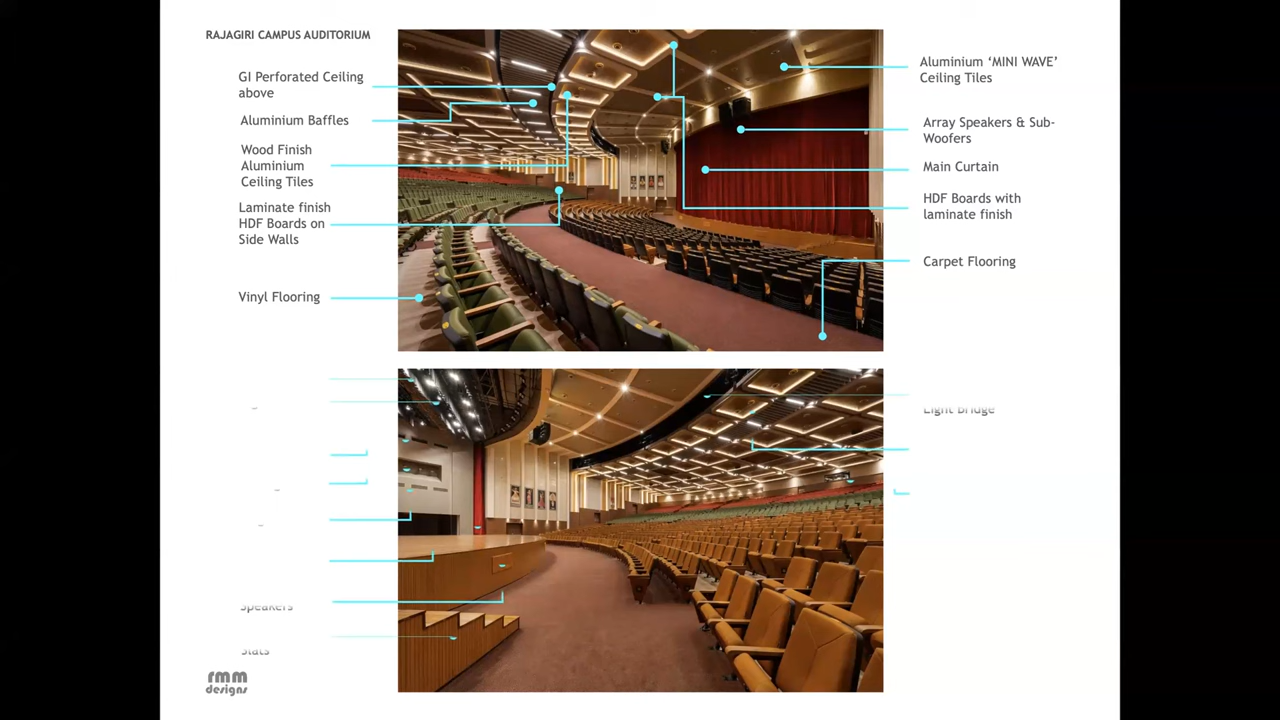 RAJAGIRI CAMPUS AUDITORIUM
GI Perforated Ceiling
above
Aluminium Baffles
Wood Finish
Aluminium
Ceiling Tiles
Laminate finish
HDF Boards on
Side Walls
Vinyl Flooring
Aluminium ‘MINI WAVE’
Ceiling Tiles
Array Speakers & Sub-
Woofers
Main Curtain
HDF Boards with
laminate finish
Carpet Flooring
Light Bridge
Speakers
Slats
rmm
designs